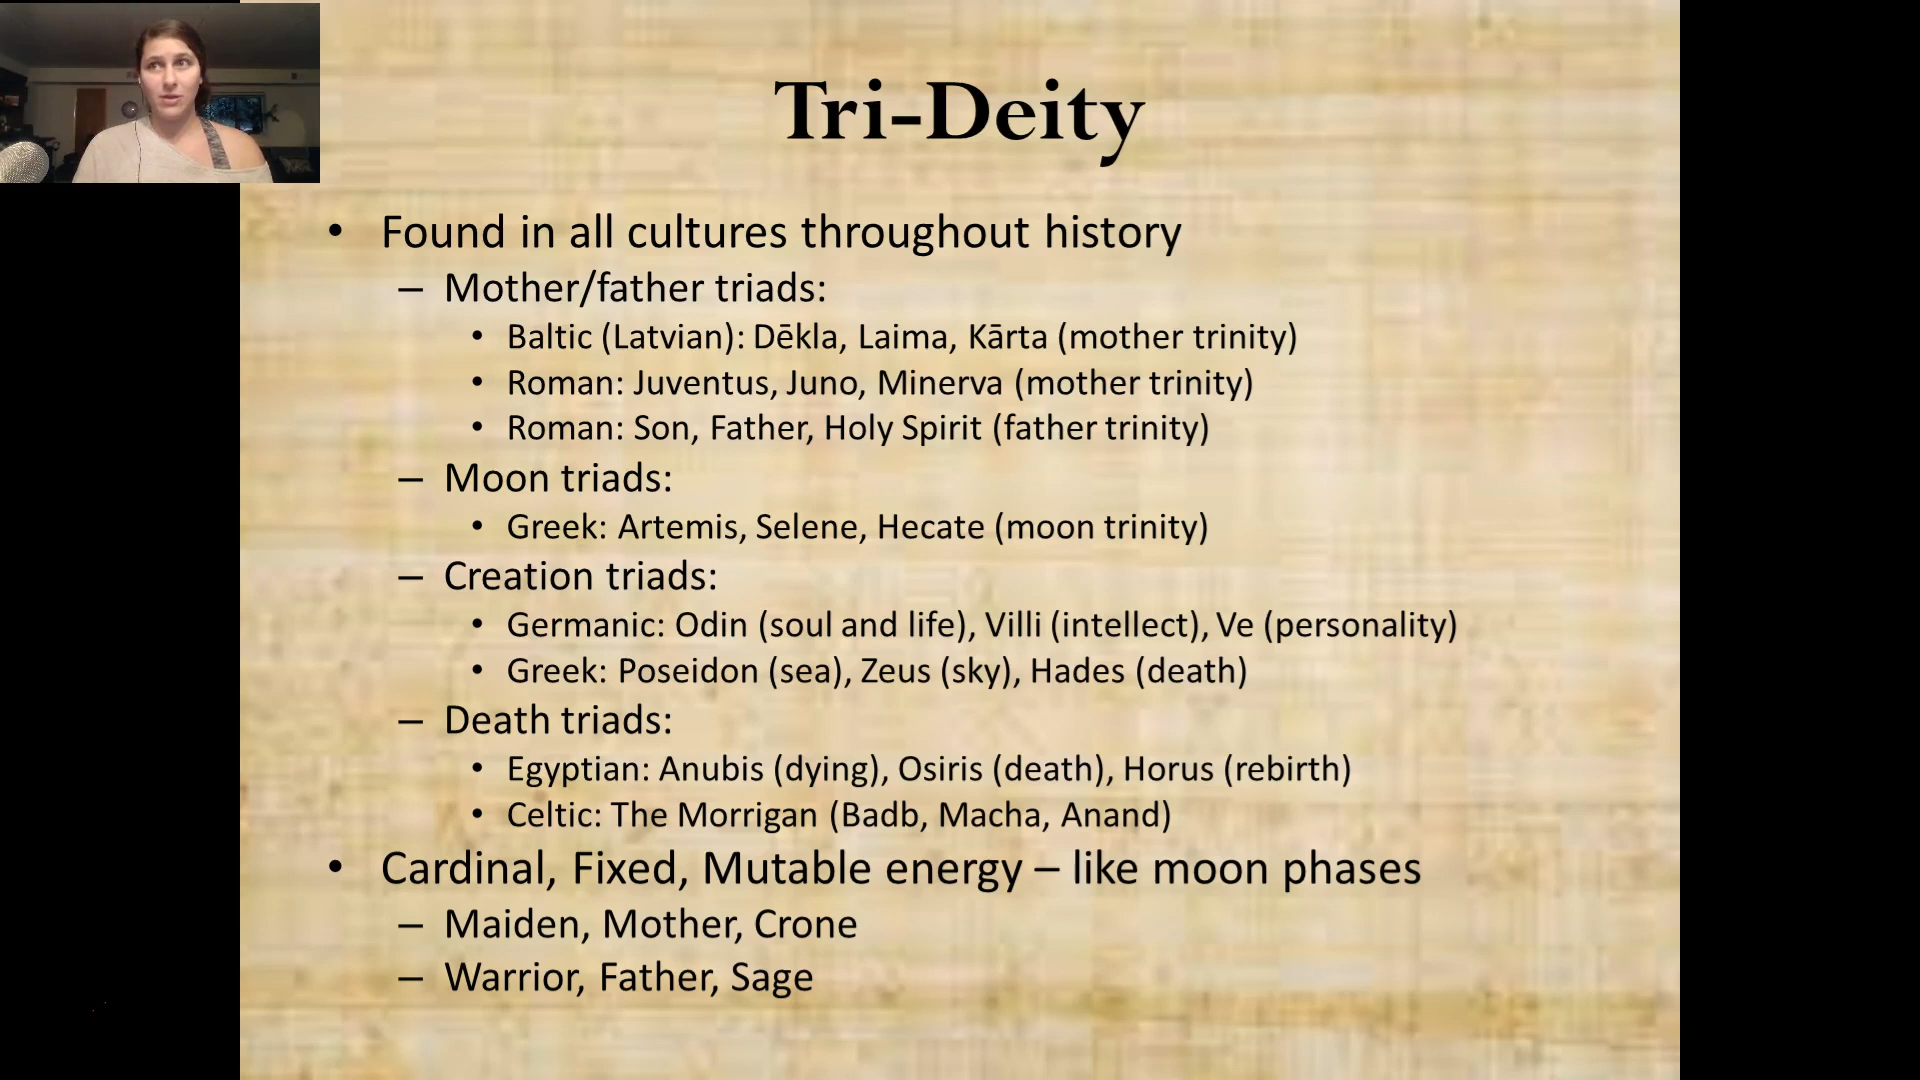 Tri-Deity
• Found in all cultures throughout history
– Mother/father triads:
• Baltic (Latvian): Dēkla, Laima, Kārta (mother trinity)
• Roman: Juventus, Juno, Minerva (mother trinity)
• Roman: Son, Father, Holy Spirit (father trinity)
– Moon triads:
• Greek: Artemis, Selene, Hecate (moon trinity)
– Creation triads:
• Germanic: Odin (soul and life), Villi (intellect), Ve (personality)
• Greek: Poseidon (sea), Zeus (sky), Hades (death)
– Death triads:
• Egyptian: Anubis (dying), Osiris (death), Horus (rebirth)
• Celtic: The Morrigan (Badb, Macha, Anand)
• Cardinal, Fixed, Mutable energy – like moon phases
– Maiden, Mother, Crone
– Warrior, Father, Sage